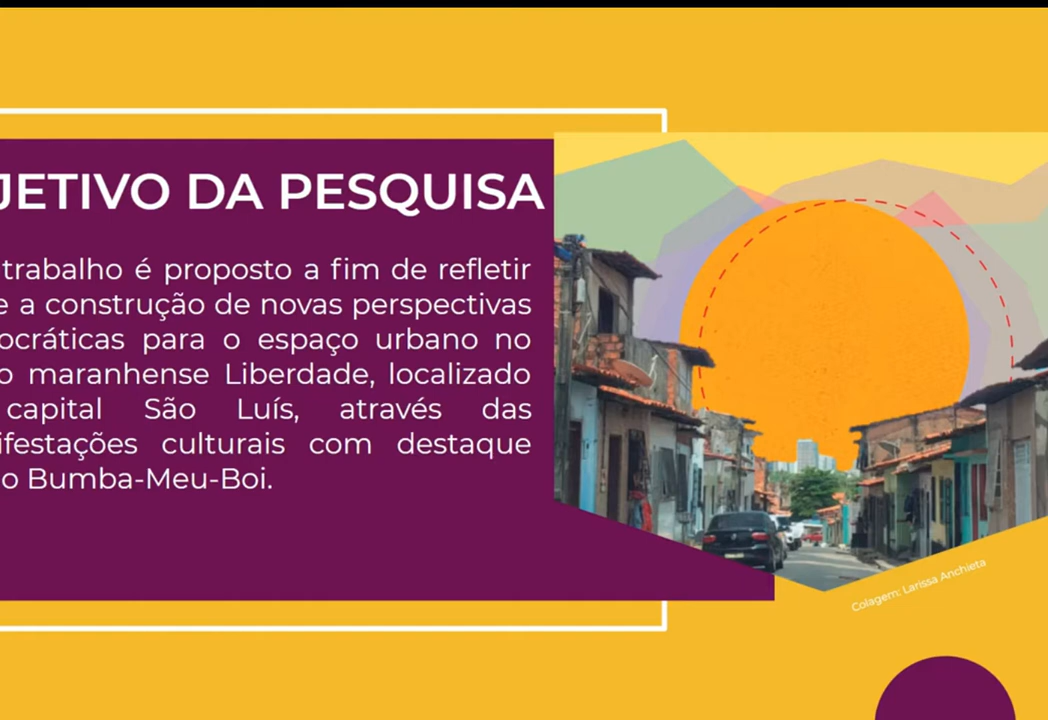 JETIVO DA PESQUISA
trabalho é proposto a fim de refletir
e a construção de novas perspectivas
ocráticas para o espaço urbano no
o maranhense Liberdade, localizado
capital São Luís, através das
ifestações culturais com destaque
o Bumba-Meu-Boi.
Colagem: Larissa Anchieta